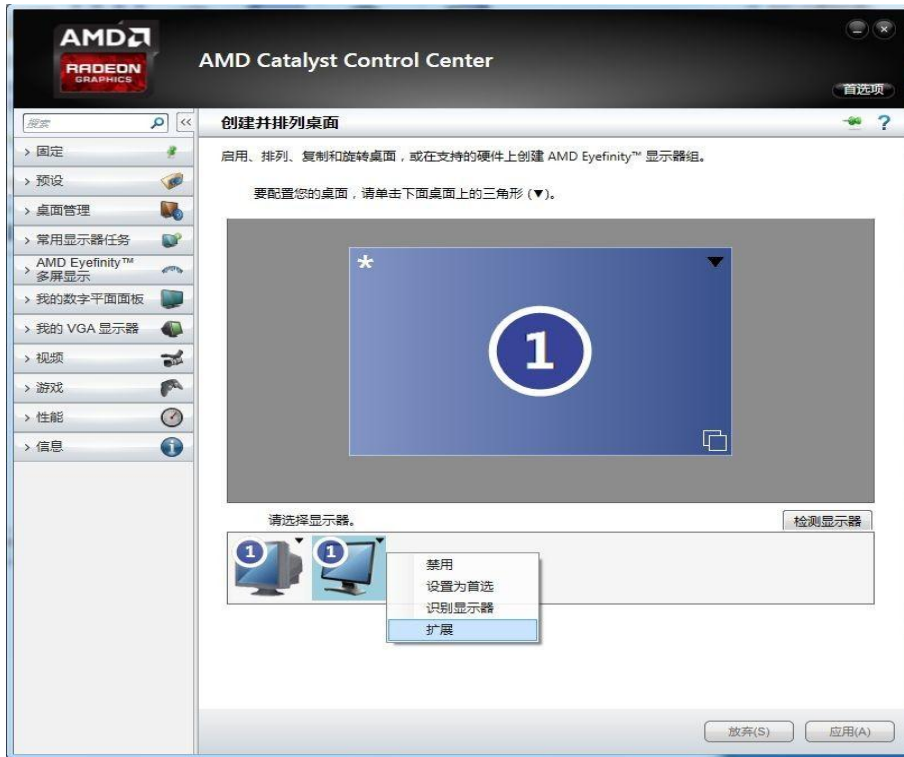 AMD
RADEON
GRAPHICS
AMD Catalyst Control Center
首选项
搜索
<<
创建并排列桌面
?
启用、排列、复制和旋转桌面，或在支持的硬件上创建 AMD Eyefinity™ 显示器组。
要配置您的桌面，请单击下面桌面上的三角形 (▼)。
> 固定
> 预设
> 桌面管理
> 常用显示器任务
> AMD Eyefinity™
多屏显示
> 我的数字平面面板
> 我的 VGA 显示器
> 视频
> 游戏
> 性能
> 信息
*
1
请选择显示器。
检测显示器
1
1
禁用
设置为首选
识别显示器
扩展
放弃(S)
应用(A)